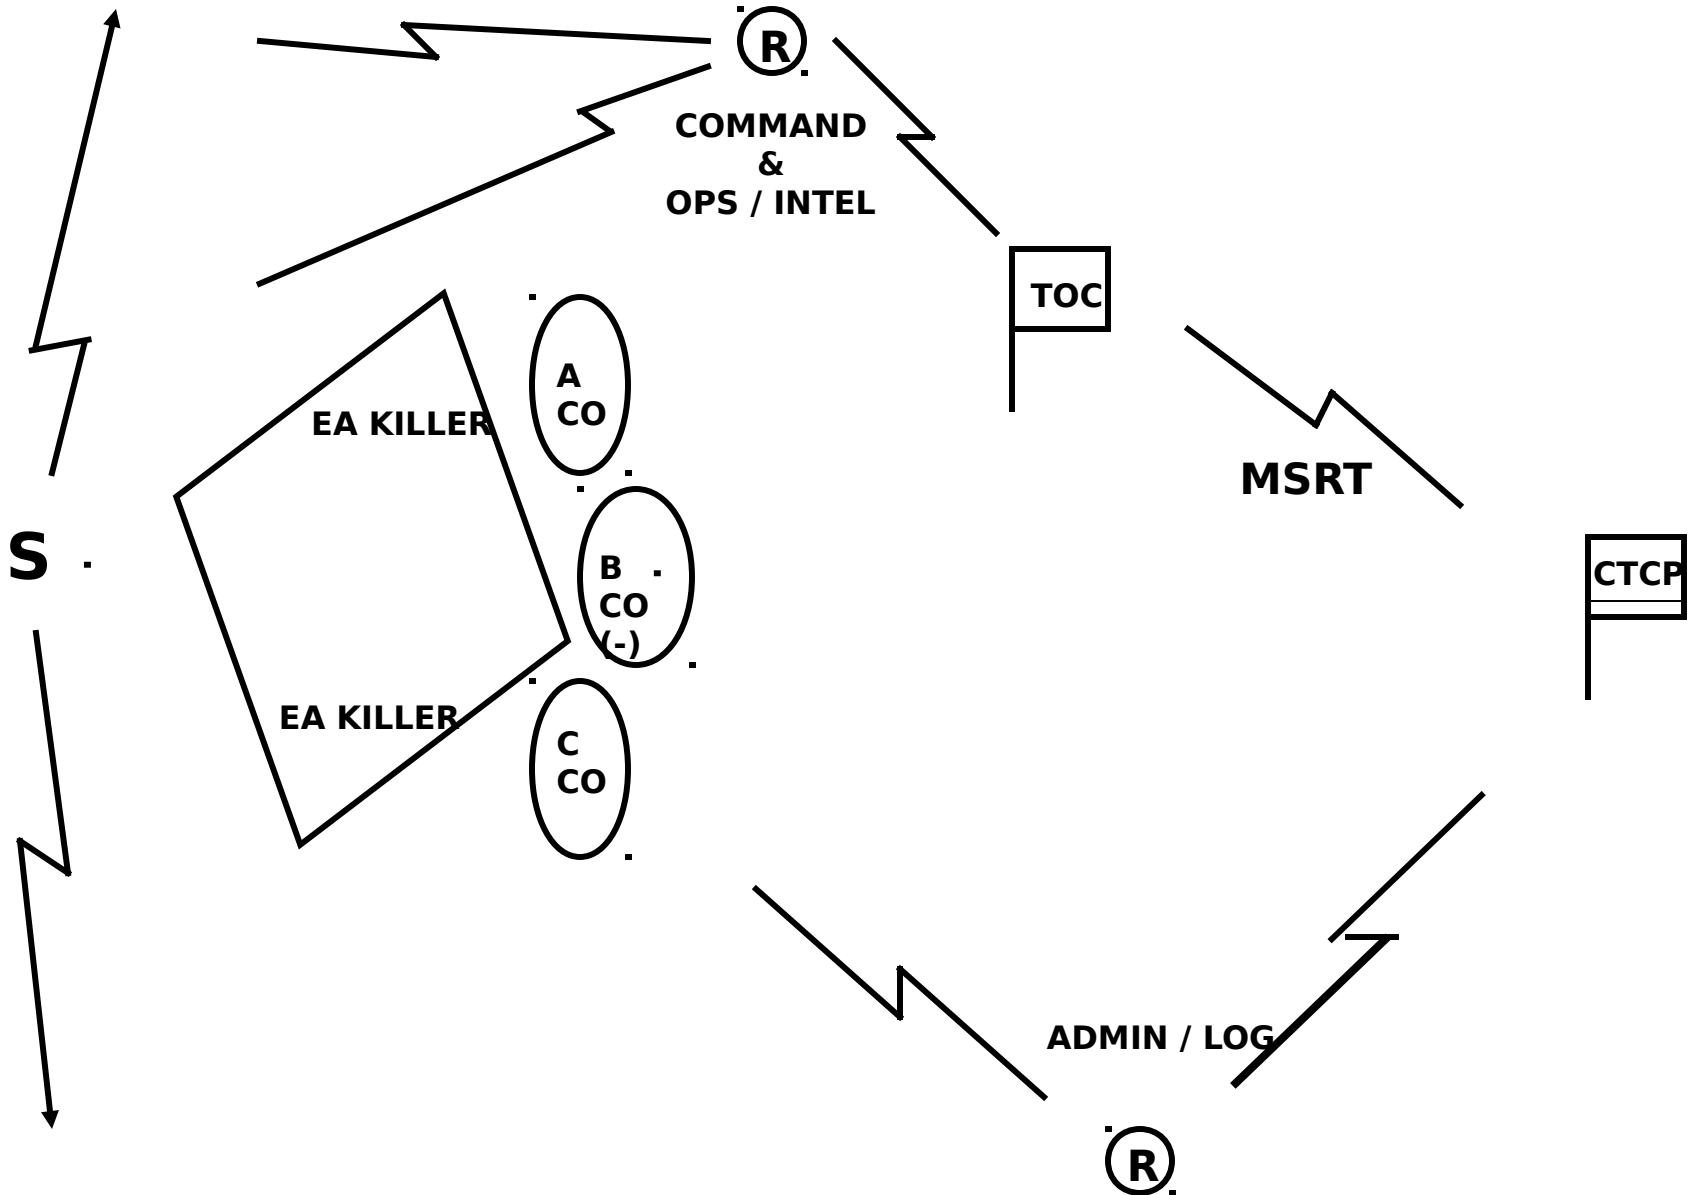 R
COMMAND
&
OPS / INTEL
TOC
A
CO
EA KILLER
MSRT
S
B
CO
(-)
CTCP
EA KILLER
C
CO
ADMIN / LOG
R